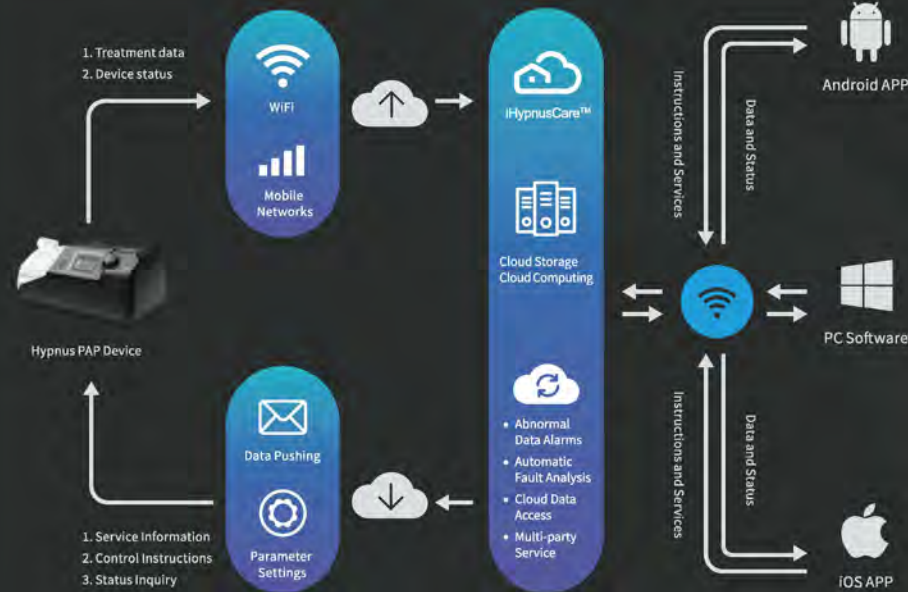 1. Treatment data
2. Device status
WiFi
Mobile
Networks
iHypnusCare™
Cloud Storage
Cloud Computing
• Abnormal
Data Alarms
• Automatic
Fault Analysis
• Cloud Data
Access
• Multi-party
Service
Hypnus PAP Device
Data Pushing
Parameter
Settings
1. Service Information
2. Control Instructions
3. Status Inquiry
Instructions and Services
Data and Status
Android APP
PC Software
Instructions and Services
Data and Status
iOS APP